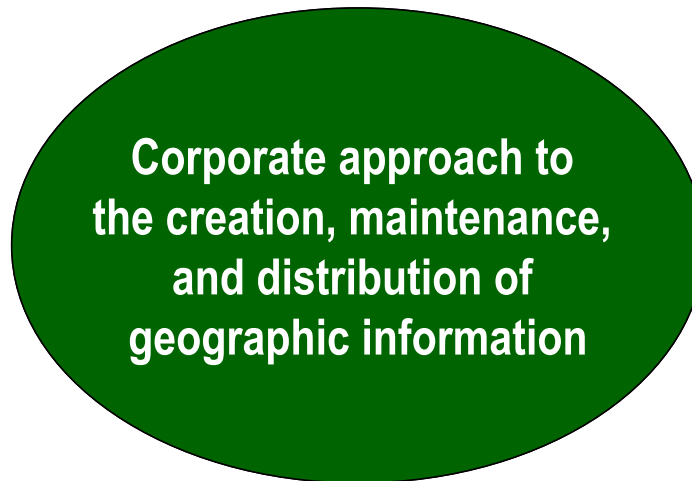 Corporate approach to
the creation, maintenance,
and distribution of
geographic information